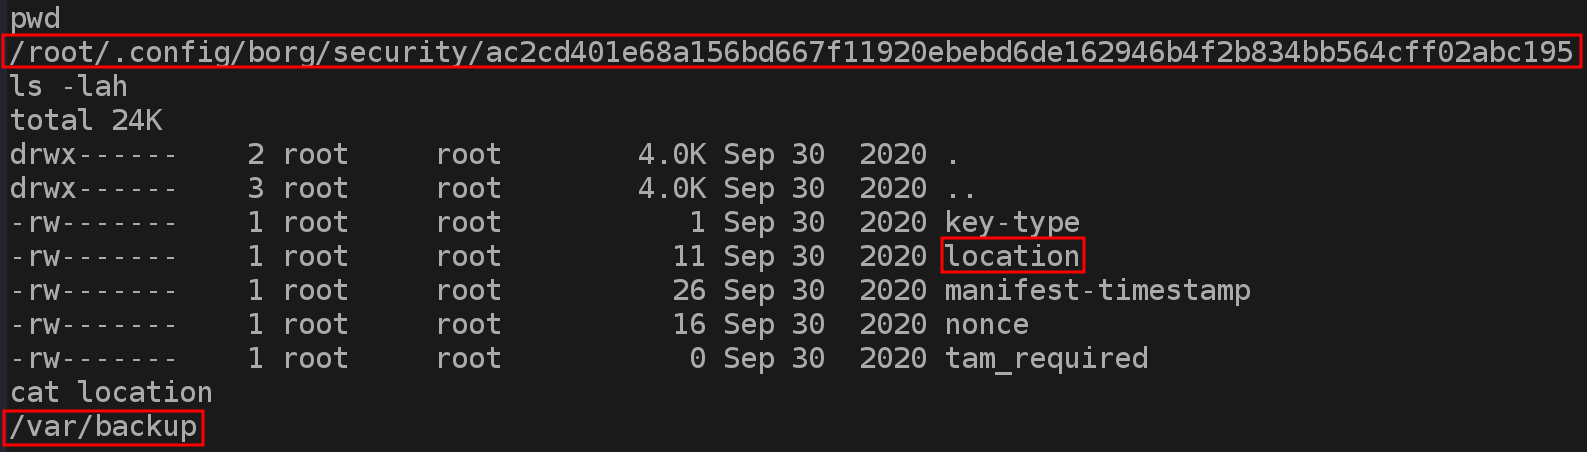 pwd
/root/.config/borg/security/ac2cd401e68a156bd667f11920ebebd6de162946b4f2b834bb564cff02abc195
ls -lah
total 24K
drwx------    2 root     root        4.0K Sep 30  2020 .
drwx------    3 root     root        4.0K Sep 30  2020 ..
-rw-------    1 root     root           1 Sep 30  2020 key-type
-rw-------    1 root     root          11 Sep 30  2020 location
-rw-------    1 root     root          26 Sep 30  2020 manifest-timestamp
-rw-------    1 root     root          16 Sep 30  2020 nonce
-rw-------    1 root     root           0 Sep 30  2020 tam_required
cat location
/var/backup